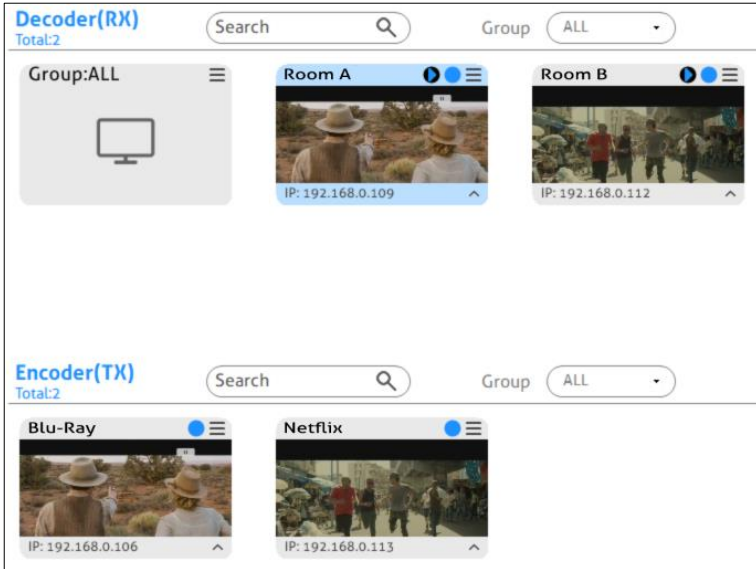 Decoder(RX)
Total:2
Search
Group
ALL
Group:ALL
Room A
Room B
IP: 192.168.0.109
IP: 192.168.0.112
Encoder(TX)
Total:2
Search
Group
ALL
Blu-Ray
Netflix
IP: 192.168.0.106
IP: 192.168.0.113